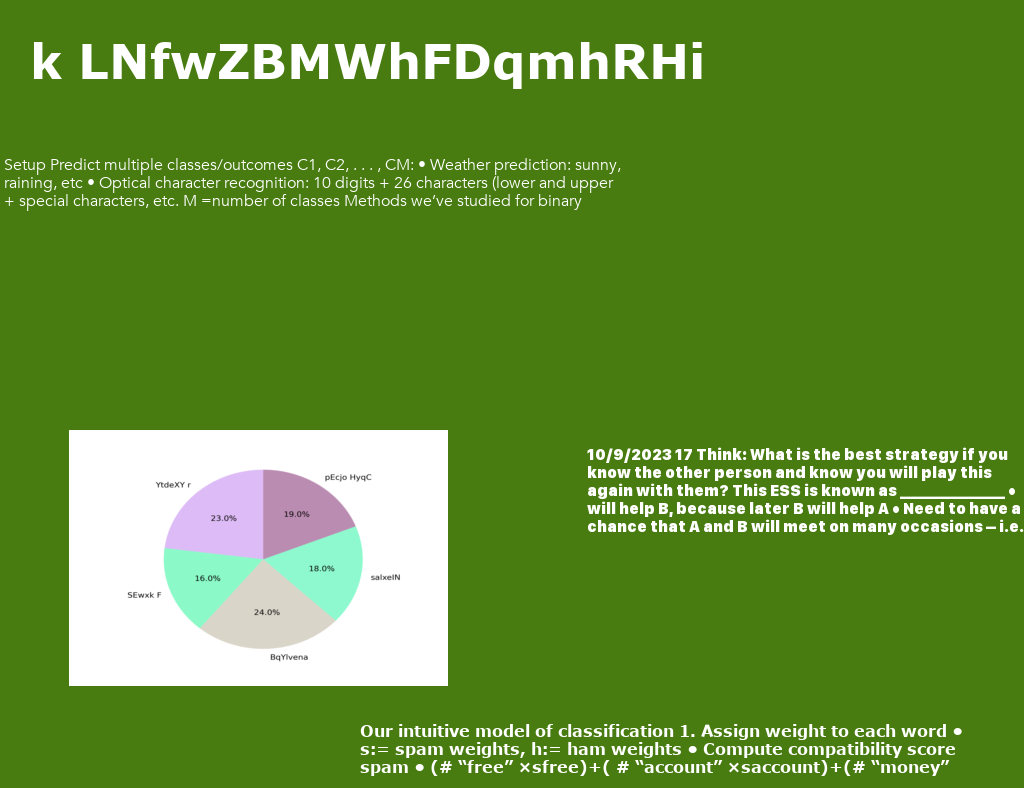 k LNfwZBMWhFDqmhRHi
Setup Predict multiple classes/outcomes C1, C2, . . . , CM: • Weather prediction: sunny,
raining, etc • Optical character recognition: 10 digits + 26 characters (lower and upper
+ special characters, etc. M =number of classes Methods we’ve studied for binary
YtdeXY r
pEcjo HyqC
23.0%
19.0%
18.0%
salxeIN
16.0%
SEwxk F
24.0%
BqYlvena
10/9/2023 17 Think: What is the best strategy if you
know the other person and know you will play this
again with them? This ESS is known as ______________ •
will help B, because later B will help A • Need to have a
chance that A and B will meet on many occasions – i.e.
Our intuitive model of classification 1. Assign weight to each word •
s:= spam weights, h:= ham weights • Compute compatibility score
spam • (# “free” ×sfree)+( # “account” ×saccount)+(# “money”